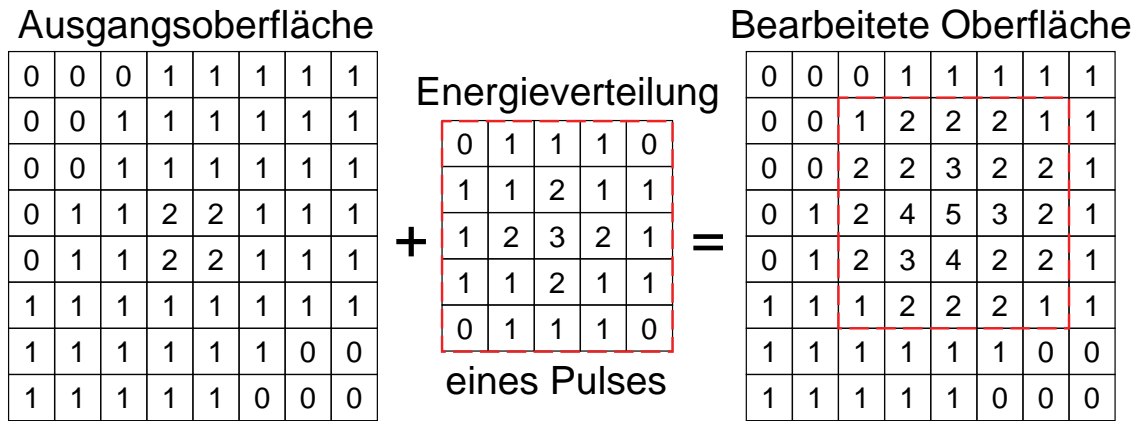 Ausgangsoberfläche
0 0 0 1 1 1 1 1
0 0 1 1 1 1 1 1
0 0 1 1 1 1 1 1
0 1 1 2 2 1 1 1
0 1 1 2 2 1 1 1
1 1 1 1 1 1 1 1
1 1 1 1 1 1 0 0
1 1 1 1 1 0 0 0
+
Energieverteilung
0 1 1 1 0
1 1 2 1 1
1 2 3 2 1
1 1 2 1 1
0 1 1 1 0
eines Pulses
=
Bearbeitete Oberfläche
0 0 0 1 1 1 1 1
0 0 1 2 2 2 1 1
0 0 2 2 3 2 2 1
0 1 2 4 5 3 2 1
0 1 2 3 4 2 2 1
1 1 1 2 2 2 1 1
1 1 1 1 1 1 0 0
1 1 1 1 1 0 0 0